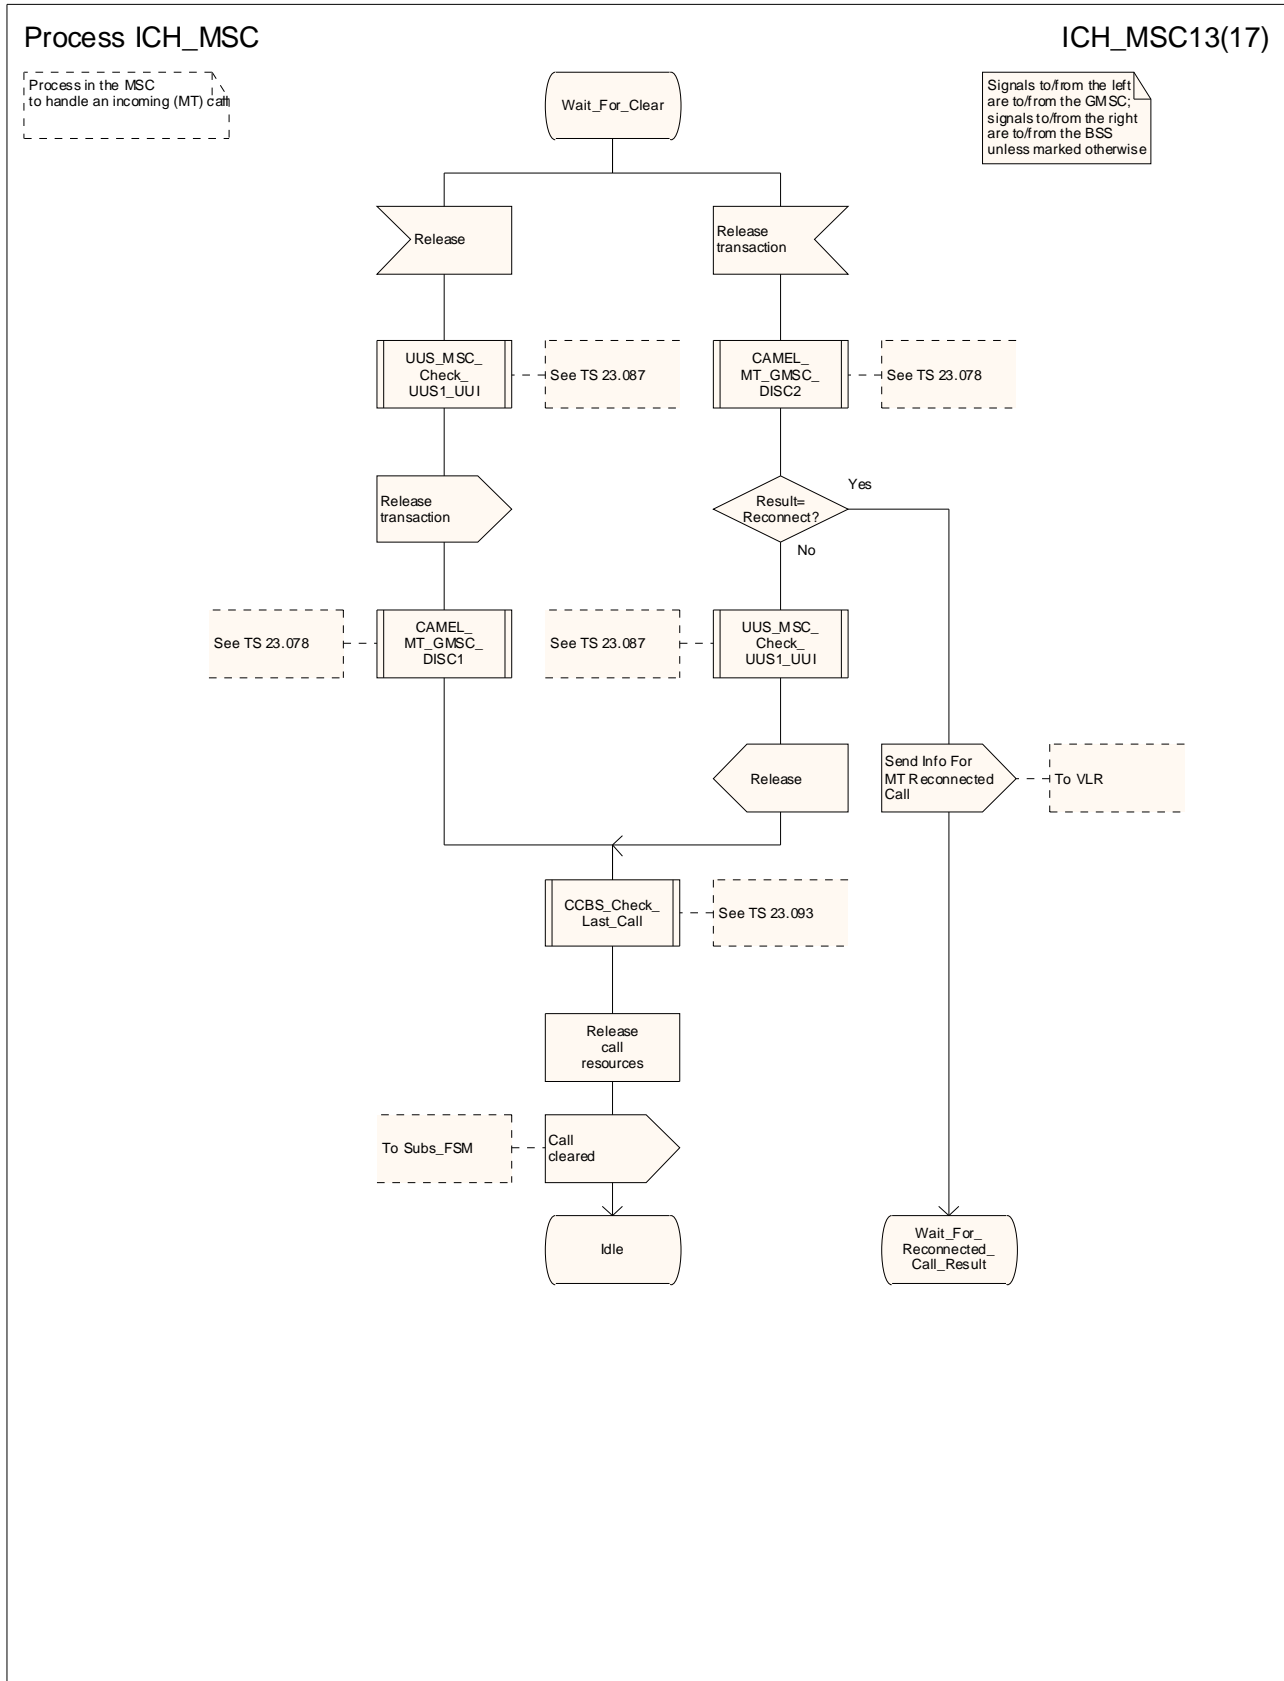 Process ICH_MSC
ICH_MSC13(17)
Process in the MSC
to handle an incoming (MT) call
Signals to/from the left
are to/from the GMSC;
signals to/from the right
are to/from the BSS
unless marked otherwise
Wait_For_Clear
Release
Release
transaction
UUS_MSC_
Check_
UUS1_UUI
See TS 23.087
CAMEL_
MT_GMSC_
DISC2
See TS 23.078
Release
transaction
Result=
Reconnect?
Yes
No
See TS 23.078
CAMEL_
MT_GMSC_
DISC1
See TS 23.087
UUS_MSC_
Check_
UUS1_UUI
Release
Send Info For
MT Reconnected
Call
To VLR
CCBS_Check_
Last_Call
See TS 23.093
Release
call
resources
To Subs_FSM
Call
cleared
Idle
Wait_For_
Reconnected_
Call_Result